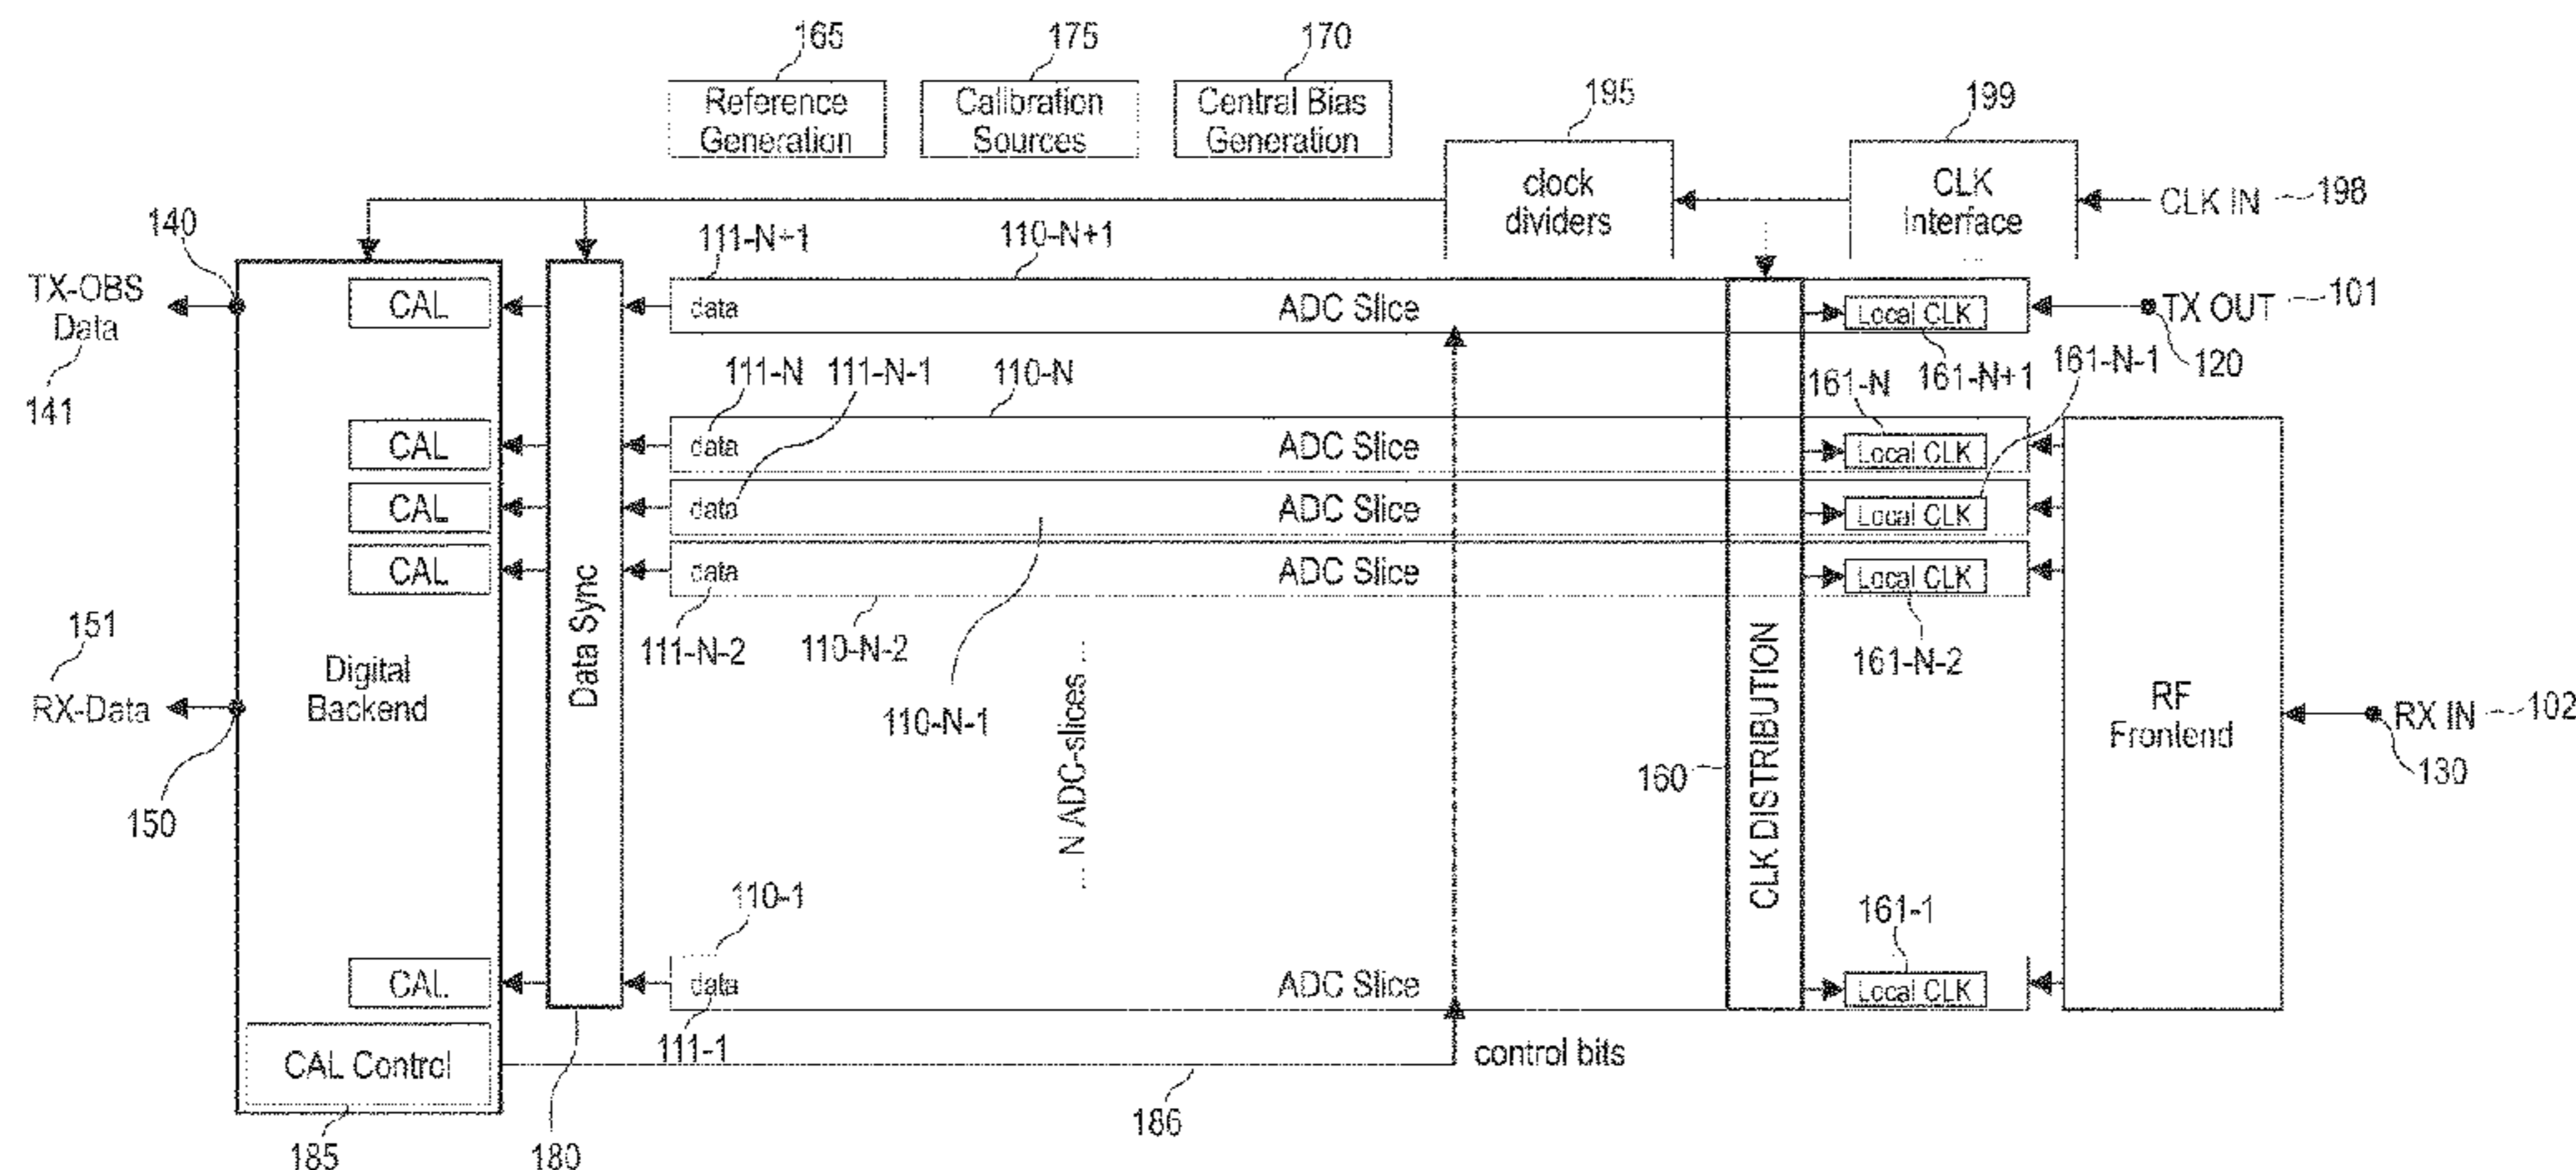 165
175
170
Reference
Generation
Calibration
Sources
Central Bias
Generation
195
199
clock
dividers
CLK
Interface
CLK IN
198
140
111-N+1
110-N+1
TX-OBS
Data
141
CAL
data
ADC Slice
Local CLK
TX OUT
101
120
111-N
111-N-1
110-N
161-N
161-N+1
161-N-1
CAL
data
ADC Slice
Local CLK
CAL
data
ADC Slice
Local CLK
CAL
data
ADC Slice
Local CLK
111-N-2
110-N-2
110-N-1
161-N-2
151
RX-Data
150
Digital
Backend
Data Sync
... N ADC-slices ...
CLK DISTRIBUTION
160
RF
Frontend
RX IN
102
130
110-1
161-1
CAL
data
ADC Slice
Local CLK
111-1
CAL Control
control bits
186
185
180